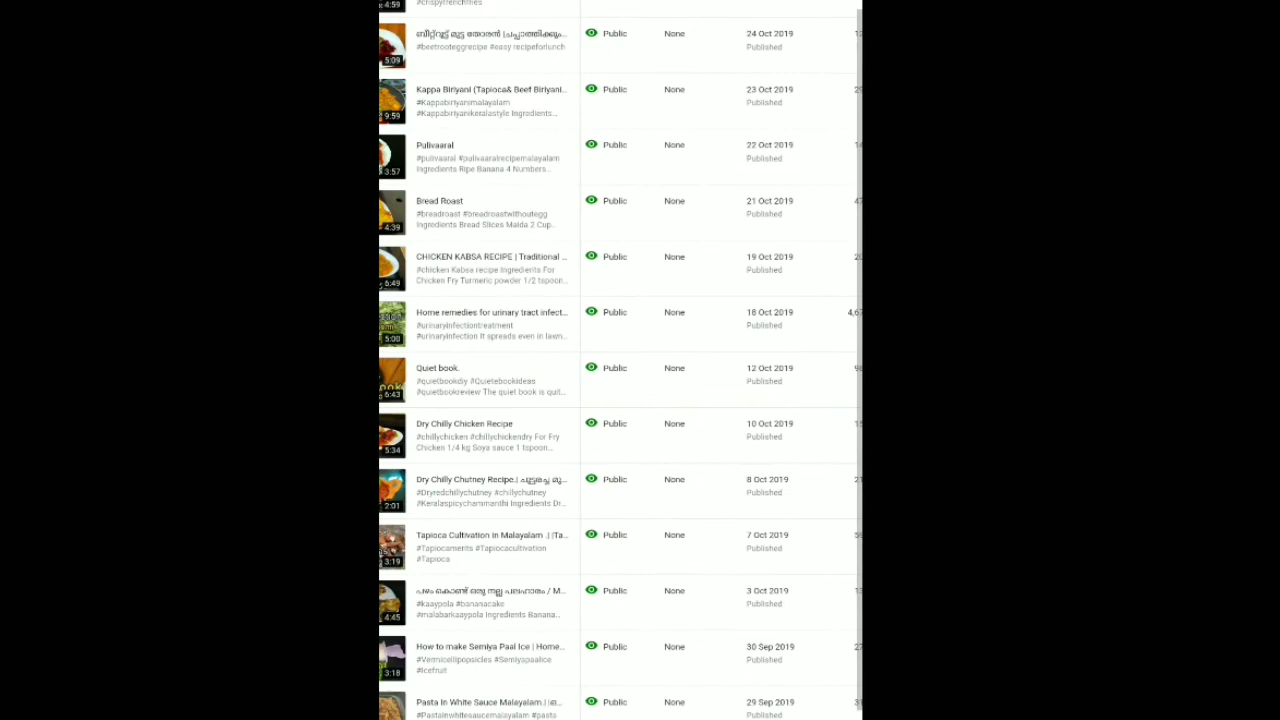 4:59
#crispyfrenchfries
ബീറ്റ്റൂട്ട് മുട്ട തോരൻ |ചപ്പാത്തിക്കും... Public None 24 Oct 2019
5:09 #beetrooteggrecipe #easy recipeforlunch Published
Kappa Biriyani (Tapioca& Beef Biriyani... Public None 23 Oct 2019
#Kappabiriyanimalayalam Published
9:59 #Kappabiriyanikeralastyle Ingredients...
Pulivaaral Public None 22 Oct 2019
#pulivaaral #pulivaaralrecipemalayalam Published
3:57 Ingredients Ripe Banana 4 Numbers...
Bread Roast Public None 21 Oct 2019
#breadroast #breadroastwithoutegg Published
4:39 Ingredients Bread Slices Maida 2 Cup...
CHICKEN KABSA RECIPE | Traditional ... Public None 19 Oct 2019
#chicken Kabsa recipe Ingredients For Published
6:49 Chicken Fry Turmeric powder 1/2 tspoon...
Home remedies for urinary tract infect... Public None 18 Oct 2019 4,67
#urinaryinfectiontreatment Published
5:00 #urinaryinfection It spreads even in lawn...
Quiet book. Public None 12 Oct 2019
#quietbookdiy #Quietebookideas Published
6:43 #quietbookreview The quiet book is quit...
Dry Chilly Chicken Recipe Public None 10 Oct 2019
#chillychicken #chillychickendry For Fry Published
5:34 Chicken 1/4 kg Soya sauce 1 tspoon...
Dry Chilly Chutney Recipe.| ചുട്ടരച്ച മു... Public None 8 Oct 2019
#Dryredchillychutney #chillychutney Published
2:01 #Keralaspicychammanthi Ingredients Dr...
Tapioca Cultivation in Malayalam .| |Ta... Public None 7 Oct 2019
#Tapiocamerits #Tapiocacultivation Published
3:19 #Tapioca
പഴം കൊണ്ട് ഒരു നല്ല പലഹാരം / M... Public None 3 Oct 2019
#kaaypola #bananacake Published
4:45 #malabarkaaypola Ingredients Banana...
How to make Semiya Paal Ice | Home... Public None 30 Sep 2019
#Vermicellipopsicles #Semiyapaalice Published
3:18 #Icefruit
Pasta In White Sauce Malayalam.| Public None 29 Sep 2019
#Pastainwhitesaucemalayalam #pasta Published